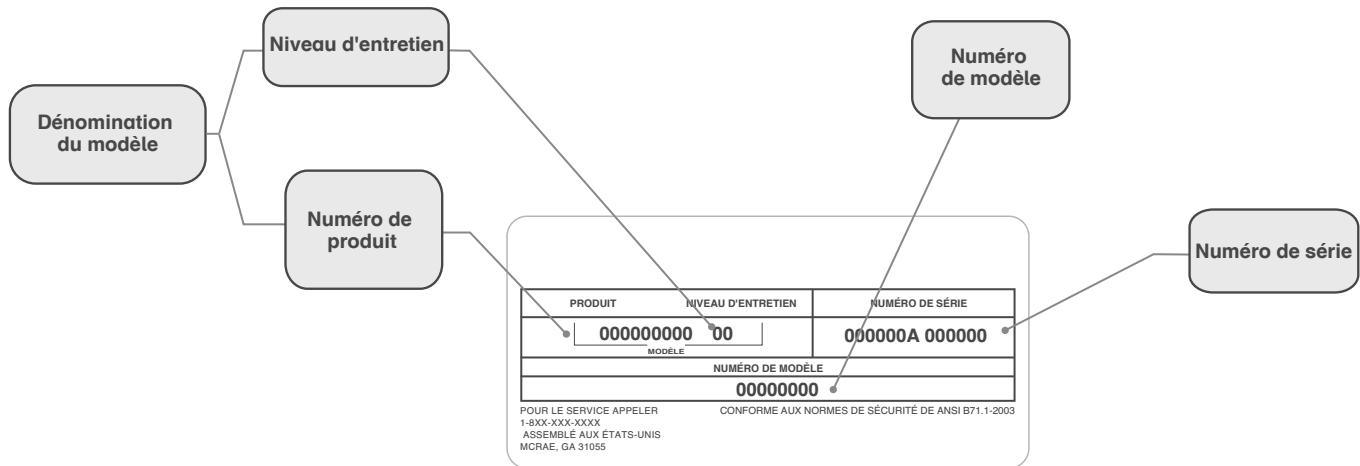 Niveau d'entretien
Numéro
de modèle
Dénomination
du modèle
Numéro de
produit
Numéro de série
PRODUIT NIVEAU D'ENTRETIEN NUMÉRO DE SÉRIE
000000000 00 000000A 000000
MODÈLE
NUMÉRO DE MODÈLE
00000000
POUR LE SERVICE APPELER CONFORME AUX NORMES DE SÉCURITÉ DE ANSI B71.1-2003
1-8XX-XXX-XXXX
ASSEMBLÉ AUX ÉTATS-UNIS
MCRAE, GA 31055